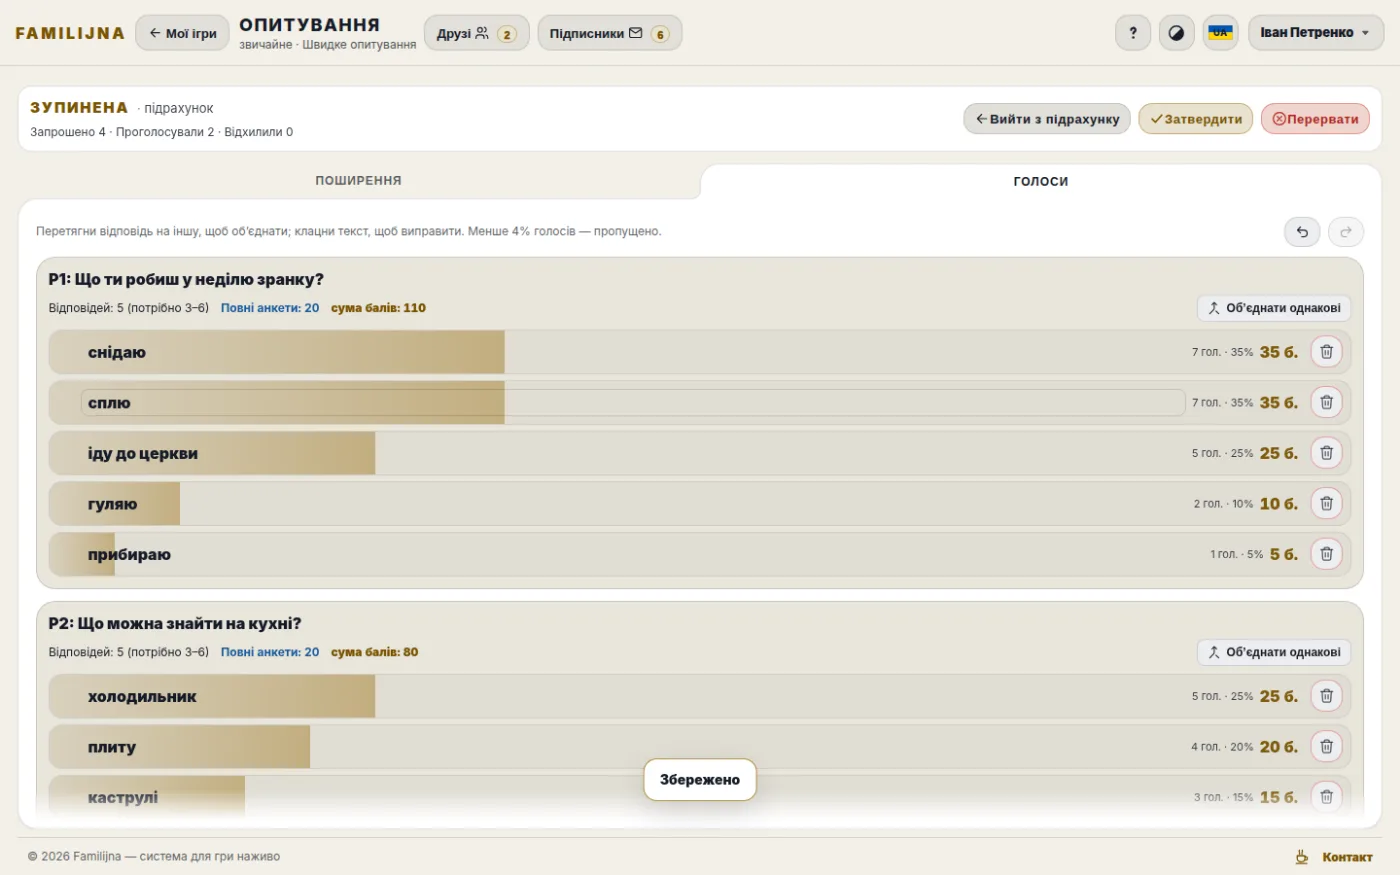 FAMILIJNA
← Мої ігри
ОПИТУВАННЯ
звичайне · Швидке опитування
Друзі 2
Підписники 6
?
UA
Іван Петренко
ЗУПИНЕНА · підрахунок
Запрошено 4 · Проголосували 2 · Відхилили 0
←Вийти з підрахунку
Затвердити
Перервати
ПОШИРЕННЯ
ГОЛОСИ
Перетягни відповідь на іншу, щоб об'єднати; клацни текст, щоб виправити. Менше 4% голосів — пропущено.
P1: Що ти робиш у неділю зранку?
Відповідей: 5 (потрібно 3–6) Повні анкети: 20 сума балів: 110
Об'єднати однакові
снідаю 7 гол. · 35% 35 б.
сплю 7 гол. · 35% 35 б.
іду до церкви 5 гол. · 25% 25 б.
гуляю 2 гол. · 10% 10 б.
прибираю 1 гол. · 5% 5 б.
P2: Що можна знайти на кухні?
Відповідей: 5 (потрібно 3–6) Повні анкети: 20 сума балів: 80
Об'єднати однакові
холодильник 5 гол. · 25% 25 б.
плиту 4 гол. · 20% 20 б.
каструлі 3 гол. · 15% 15 б.
Збережено
© 2026 Familijna — система для гри наживо
Контакт